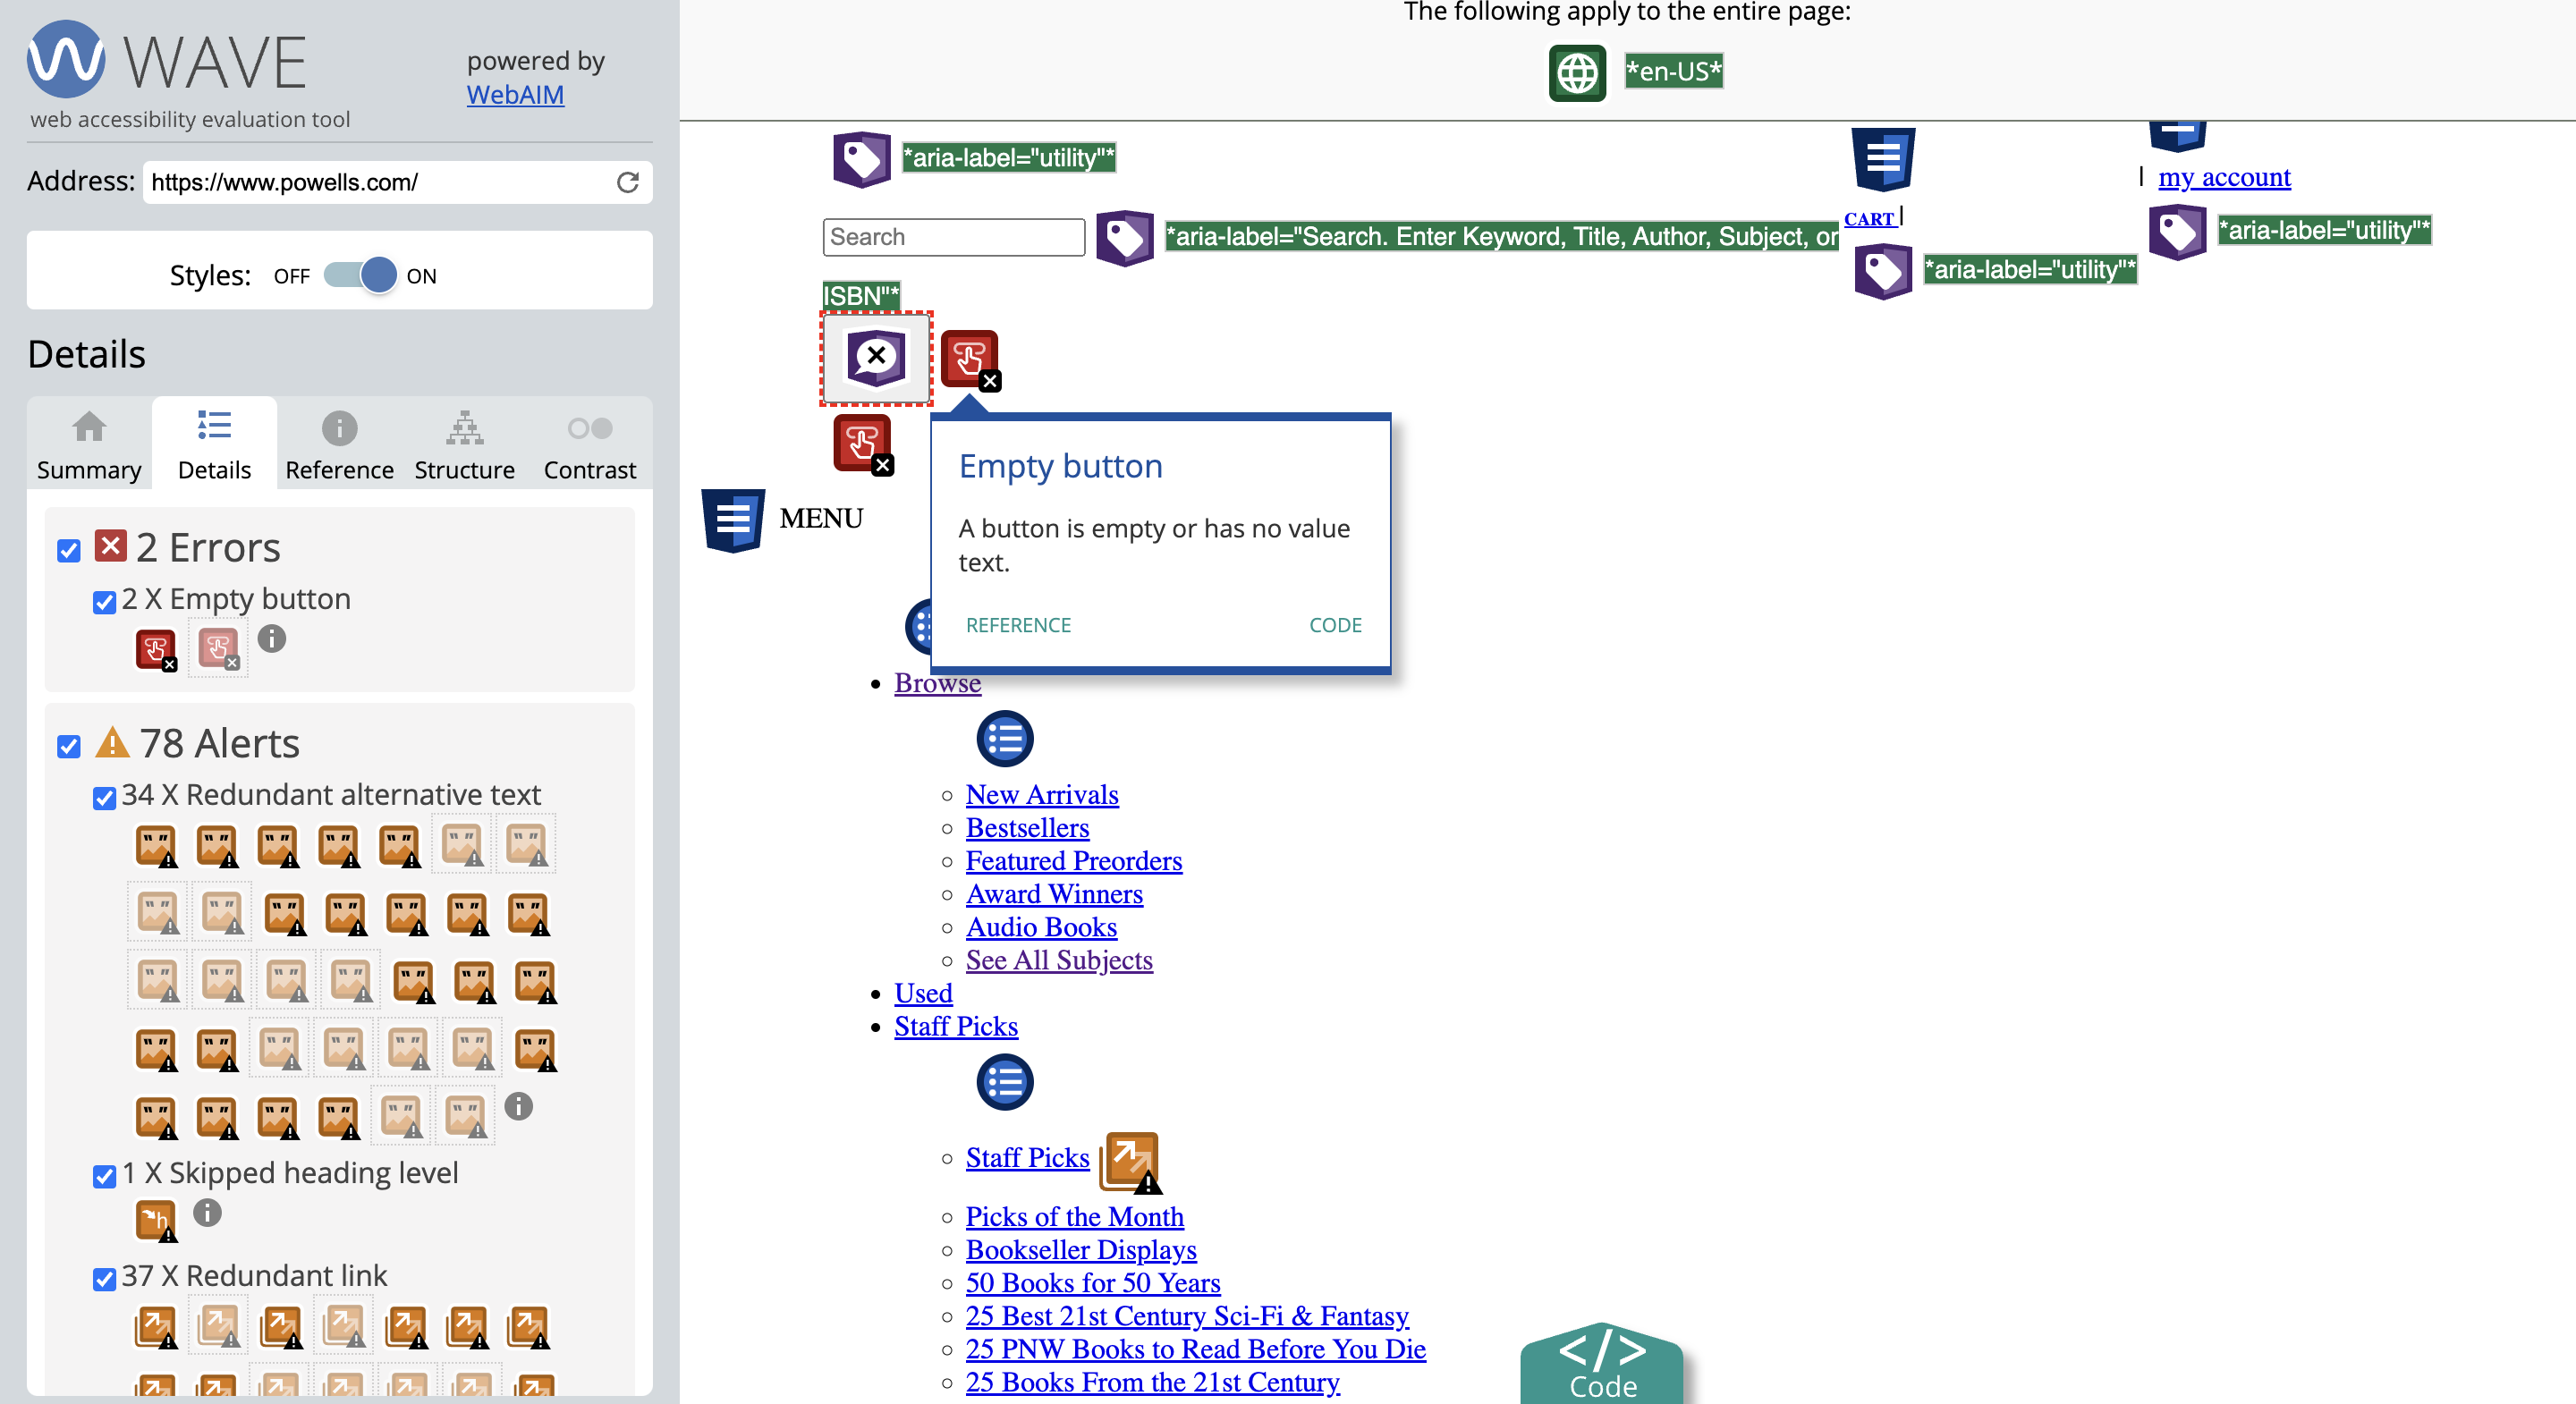 WAVE
powered by
WebAIM
web accessibility evaluation tool
Address: https://www.powells.com/
Styles: OFF ON
Details
Summary Details Reference Structure Contrast
2 Errors
2 X Empty button
78 Alerts
34 X Redundant alternative text
1 X Skipped heading level
37 X Redundant link
The following apply to the entire page:
*en-US*
*aria-label="utility"*
| my account
Search *aria-label="Search. Enter Keyword, Title, Author, Subject, or
ISBN"*
CART |
*aria-label="utility"*
*aria-label="utility"*
Empty button
A button is empty or has no value
text.
REFERENCE CODE
MENU
Browse
New Arrivals
Bestsellers
Featured Preorders
Award Winners
Audio Books
See All Subjects
Used
Staff Picks
Staff Picks
Picks of the Month
Bookseller Displays
50 Books for 50 Years
25 Best 21st Century Sci-Fi & Fantasy
25 PNW Books to Read Before You Die
25 Books From the 21st Century
</>
Code